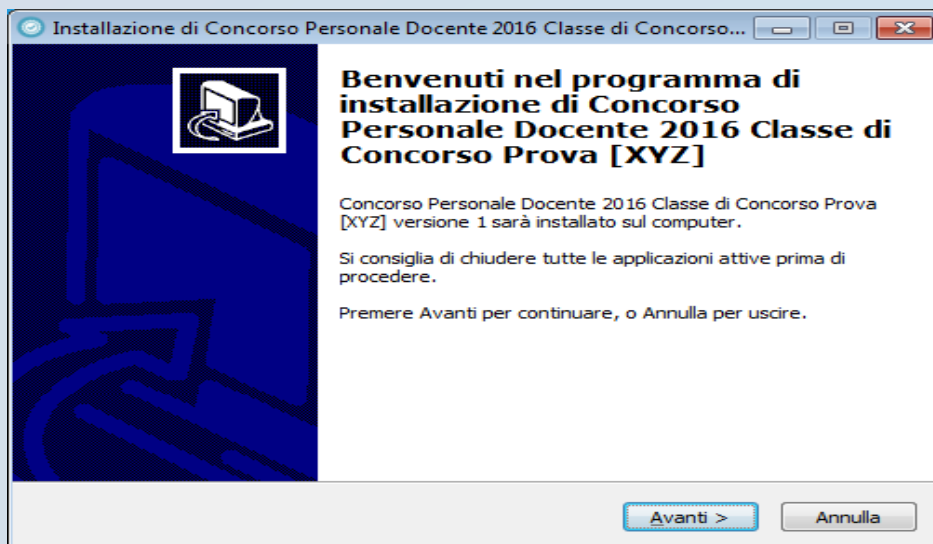 Installazione di Concorso Personale Docente 2016 Classe di Concorso...
Benvenuti nel programma di
installazione di Concorso
Personale Docente 2016 Classe di
Concorso Prova [XYZ]
Concorso Personale Docente 2016 Classe di Concorso Prova
[XYZ] versione 1 sarà installato sul computer.
Si consiglia di chiudere tutte le applicazioni attive prima di
procedere.
Premere Avanti per continuare, o Annulla per uscire.
Avanti >
Annulla